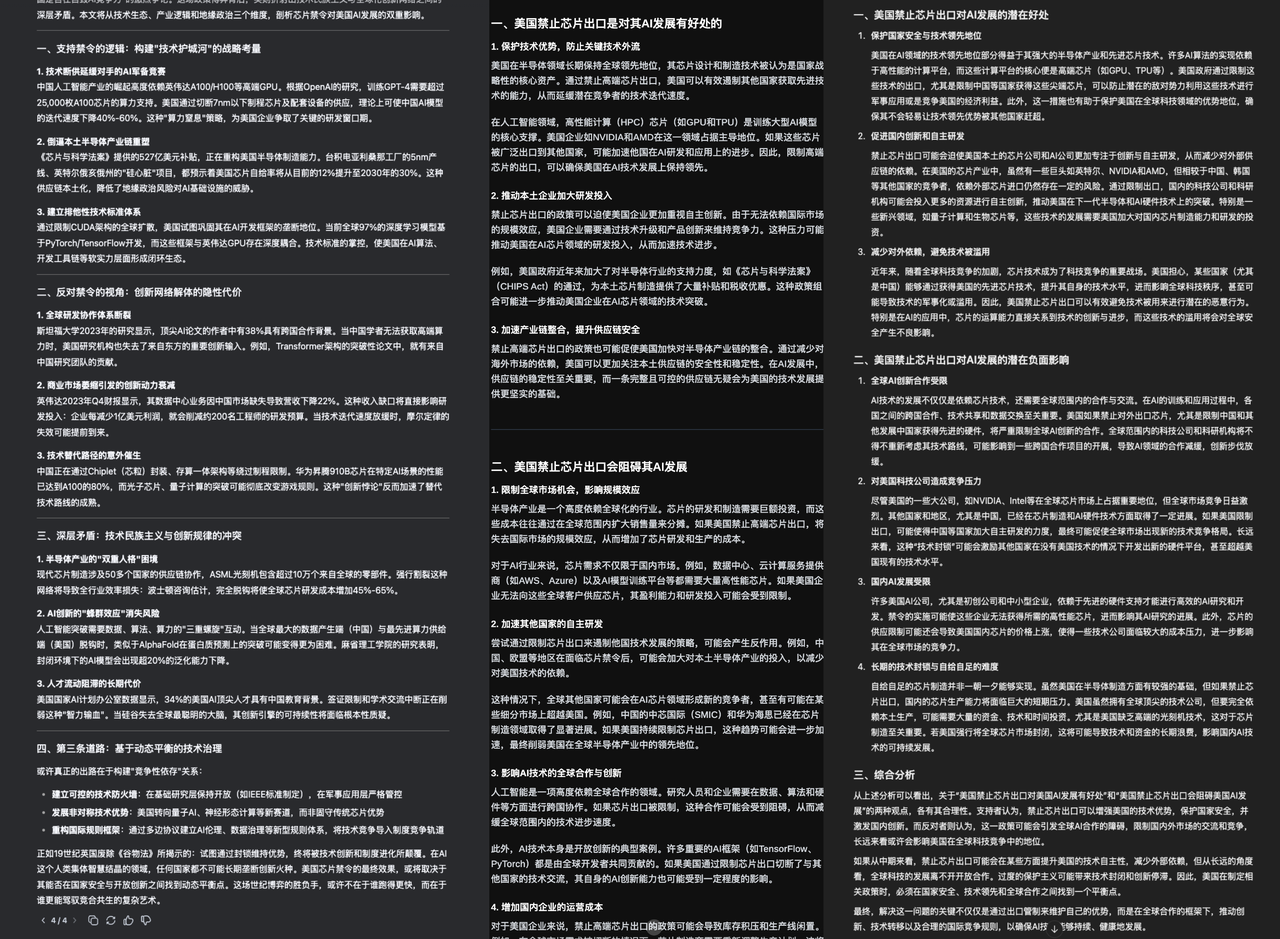 深层矛盾。本文将从技术生态、产业逻辑和地缘政治三个维度，剖析芯片禁令对美国AI发展的双重影响。
一、支持禁令的逻辑：构建"技术护城河"的战略考量
1. 技术断供延缓对手的AI军备竞赛
中国人工智能产业的崛起高度依赖英伟达A100/H100等高端GPU。根据OpenAI的研究，训练GPT-4需要超过
25,000枚A100芯片的算力支持。美国通过切断7nm以下制程芯片及配套设备的供应，理论上可使中国AI模型
的迭代速度下降40%-60%。这种"算力窒息"策略，为美国企业争取了关键的研发窗口期。
2. 倒逼本土半导体产业链重塑
《芯片与科学法案》提供的527亿美元补贴，正在重构美国半导体制造能力。台积电亚利桑那工厂的5nm产
线、英特尔俄亥俄州的"硅心脏"项目，都预示着美国芯片自给率将从目前的12%提升至2030年的30%。这种
供应链本土化，降低了地缘政治风险对AI基础设施的威胁。
3. 建立排他性技术标准体系
通过限制CUDA架构的全球扩散，美国试图巩固其在AI开发框架的垄断地位。当前全球97%的深度学习模型基
于PyTorch/TensorFlow开发，而这些框架与英伟达GPU存在深度耦合。技术标准的掌控，使美国在AI算法、
开发工具链等软实力层面形成闭环生态。
二、反对禁令的视角：创新网络解体的隐性代价
1. 全球研发协作体系断裂
斯坦福大学2023年的研究显示，顶尖AI论文的作者中有38%具有跨国合作背景。当中国学者无法获取高端算
力时，美国研究机构也失去了来自东方的重要创新输入。例如，Transformer架构的突破性论文中，就有来自
中国研究团队的贡献。
2. 商业市场萎缩引发的创新动力衰减
英伟达2023年Q4财报显示，其数据中心业务因中国市场缺失导致营收下降22%。这种收入缺口将直接影响研
发投入：企业每减少1亿美元利润，就会削减约200名工程师的研发预算。当技术迭代速度放缓时，摩尔定律的
失效可能提前到来。
3. 技术替代路径的意外催生
中国正在通过Chiplet（芯粒）封装、存算一体架构等绕过制程限制。华为昇腾910B芯片在特定AI场景的性能
已达到A100的80%，而光子芯片、量子计算的突破可能彻底改变游戏规则。这种"创新悖论"反而加速了替代
技术路线的成熟。
三、深层矛盾：技术民族主义与创新规律的冲突
1. 半导体产业的"双重人格"困境
现代芯片制造涉及50多个国家的供应链协作，ASML光刻机包含超过10万个来自全球的零部件。强行割裂这种
网络将导致全行业效率损失：波士顿咨询估计，完全脱钩将使全球芯片研发成本增加45%-65%。
2. AI创新的"蜂群效应"消失风险
人工智能突破需要数据、算法、算力的"三重螺旋"互动。当全球最大的数据产生端（中国）与最先进算力供给
端（美国）脱钩时，类似于AlphaFold在蛋白质预测上的突破可能变得更为困难。麻省理工学院的研究表明，
封闭环境下的AI模型会出现超20%的泛化能力下降。
3. 人才流动阻滞的长期代价
美国国家AI计划办公室数据显示，34%的美国AI顶尖人才具有中国教育背景。签证限制和学术交流中断正在削
弱这种"智力输血"。当硅谷失去全球最聪明的大脑，其创新引擎的可持续性将面临根本性质疑。
四、第三条道路：基于动态平衡的技术治理
或许真正的出路在于构建"竞争性依存"关系：
• 建立可控的技术防火墙：在基础研究层保持开放（如IEEE标准制定），在军事应用层严格管控
• 发展非对称技术优势：美国转向量子AI、神经形态计算等新赛道，而非固守传统芯片优势
• 重构国际规则框架：通过多边协议建立AI伦理、数据治理等新型规则体系，将技术竞争导入制度竞争轨道
正如19世纪英国废除《谷物法》所揭示的：试图通过封锁维持优势，终将被技术创新和制度进化所颠覆。在AI
这个人类集体智慧结晶的领域，任何国家都不可能长期垄断创新火种。美国芯片禁令的最终效果，或将取决于
其能否在国家安全与开放创新之间找到动态平衡点。这场世纪博弈的胜负手，或许不在于谁跑得更快，而在于
谁更能驾驭竞合共生的复杂艺术。
4/4
一、美国禁止芯片出口是对其AI发展有好处的
1. 保护技术优势，防止关键技术外流
美国在半导体领域长期保持全球领先地位，其芯片设计和制造技术被认为是国家战
略性的核心资产。通过禁止高端芯片出口，美国可以有效遏制其他国家获取先进技
术的能力，从而延缓潜在竞争者的技术迭代速度。
在人工智能领域，高性能计算（HPC）芯片（如GPU和TPU）是训练大型AI模型
的核心支撑。美国企业如NVIDIA和AMD在这一领域占据主导地位。如果这些芯片
被广泛出口到其他国家，可能加速他国在AI研发和应用上的进步。因此，限制高端
芯片的出口，可以确保美国在AI技术发展上保持领先。
2. 推动本土企业加大研发投入
禁止芯片出口的政策可以迫使美国企业更加重视自主创新。由于无法依赖国际市场
的规模效应，美国企业需要通过技术升级和产品创新来维持竞争力。这种压力可能
推动美国在AI芯片领域的研发投入，从而加速技术进步。
例如，美国政府近年来加大了对半导体行业的支持力度，如《芯片与科学法案》
（CHIPS Act）的通过，为本土芯片制造提供了大量补贴和税收优惠。这种政策组
合可能进一步推动美国企业在AI芯片领域的技术突破。
3. 加速产业链整合，提升供应链安全
禁止高端芯片出口的政策也可能促使美国加快对半导体产业链的整合。通过减少对
海外市场的依赖，美国可以更加关注本土供应链的安全性和稳定性。在AI发展中，
供应链的稳定性至关重要，而一条完整且可控的供应链无疑会为美国的技术发展提
供更坚实的基础。
二、美国禁止芯片出口会阻碍其AI发展
1. 限制全球市场机会，影响规模效应
半导体产业是一个高度依赖全球化的行业。芯片的研发和制造需要巨额投资，而这
些成本往往通过在全球范围内扩大销售量来分摊。如果美国禁止高端芯片出口，将
失去国际市场的规模效应，从而增加了芯片研发和生产的成本。
对于AI行业来说，芯片需求不仅限于国内市场。例如，数据中心、云计算服务提供
商（如AWS、Azure）以及AI模型训练平台等都需要大量高性能芯片。如果美国企
业无法向这些全球客户供应芯片，其盈利能力和研发投入可能会受到限制。
2. 加速其他国家的自主研发
尝试通过限制芯片出口来遏制他国技术发展的策略，可能会产生反作用。例如，中
国、欧盟等地区在面临芯片禁令后，可能会加大对本土半导体产业的投入，以减少
对美国技术的依赖。
这种情况下，全球其他国家可能会在AI芯片领域形成新的竞争者，甚至有可能在某
些细分市场上超越美国。例如，中国的中芯国际（SMIC）和华为海思已经在芯片
制造领域取得了显著进展。如果美国持续限制芯片出口，这种趋势可能会进一步加
速，最终削弱美国在全球半导体产业中的领先地位。
3. 影响AI技术的全球合作与创新
人工智能是一项高度依赖全球合作的领域。研究人员和企业需要在数据、算法和硬
件等方面进行跨国协作。如果芯片出口被限制，这种合作可能会受到阻碍，从而减
缓全球范围内的技术进步速度。
此外，AI技术本身是开放创新的典型案例。许多重要的AI框架（如TensorFlow、
PyTorch）都是由全球开发者共同贡献的。如果美国通过限制芯片出口切断了与其
他国家的技术交流，其自身的AI创新能力也可能受到一定程度的影响。
4. 增加国内企业的运营成本
对于美国企业来说，禁止高端芯片出口的政策可能会导致库存积压和生产线闲置。
一、美国禁止芯片出口对AI发展的潜在好处
1. 保护国家安全与技术领先地位
美国在AI领域的技术领先地位部分得益于其强大的半导体产业和先进芯片技术。许多AI算法的实现依赖
于高性能的计算平台，而这些计算平台的核心便是高端芯片（如GPU、TPU等）。美国政府通过限制这
些技术的出口，尤其是限制中国等国家获得这些尖端芯片，可以防止潜在的敌对势力利用这些技术进行
军事应用或是竞争美国的经济利益。此外，这一措施也有助于保护美国在全球科技领域的优势地位，确
保其不会轻易让技术优势被其他国家赶超。
2. 促进国内创新和自主研发
禁止芯片出口可能会迫使美国本土的芯片公司和AI公司更加专注于创新与自主研发，从而减少对外部供
应链的依赖。在美国的芯片产业中，虽然有一些巨头如英特尔、NVIDIA和AMD，但相较于中国、韩国
等其他国家的竞争者，依赖外部芯片进口仍然存在一定的风险。通过限制出口，国内的科技公司和科研
机构可能会投入更多的资源进行自主创新，推动美国在下一代半导体和AI硬件技术上的突破。特别是一
些新兴领域，如量子计算和生物芯片等，这些技术的发展需要美国加大对国内芯片制造能力和研发的投
资。
3. 减少对外依赖，避免技术被滥用
近年来，随着全球科技竞争的加剧，芯片技术成为了科技竞争的重要战场。美国担心，某些国家（尤其
是中国）能够通过获得美国的先进芯片技术，提升其自身的技术水平，进而影响全球科技秩序，甚至可
能导致技术的军事化或滥用。因此，美国禁止芯片出口可以有效避免技术被用来进行潜在的恶意行为。
特别是在AI的应用中，芯片的运算能力直接关系到技术的创新与进步，而这些技术的滥用将会对全球安
全产生不良影响。
二、美国禁止芯片出口对AI发展的潜在负面影响
1. 全球AI创新合作受限
AI技术的发展不仅仅是依赖芯片技术，还需要全球范围内的合作与交流。在AI的训练和应用过程中，各
国之间的跨国合作、技术共享和数据交换至关重要。美国如果禁止对外出口芯片，尤其是限制中国和其
他发展中国家获得先进的硬件，将严重限制全球AI创新的合作。全球范围内的科技公司和科研机构将不
得不重新考虑其技术路线，可能影响到一些跨国合作项目的开展，导致AI领域的合作减缓，创新步伐放
缓。
2. 对美国科技公司造成竞争压力
尽管美国的一些大公司，如NVIDIA、Intel等在全球芯片市场上占据重要地位，但全球市场竞争日益激
烈。其他国家和地区，尤其是中国，已经在芯片制造和AI硬件技术方面取得了一定进展。如果美国限制
出口，可能使得中国等国家加大自主研发的力度，最终可能促使全球市场出现新的技术竞争格局。长远
来看，这种"技术封锁"可能会激励其他国家在没有美国技术的情况下开发出新的硬件平台，甚至超越美
国现有的技术水平。
3. 国内AI发展受限
许多美国AI公司，尤其是初创公司和中小型企业，依赖于先进的硬件支持才能进行高效的AI研究和开
发。禁令的实施可能使这些企业无法获得所需的高性能芯片，进而影响其AI研究的进展。此外，芯片的
供应限制可能还会导致美国国内芯片的价格上涨，使得一些技术公司面临较大的成本压力，进一步影响
其在全球市场的竞争力。
4. 长期的技术封锁与自给自足的难度
自给自足的芯片制造并非一朝一夕能够实现。虽然美国在半导体制造方面有较强的基础，但如果禁止芯
片出口，国内的芯片生产能力将面临巨大的短期压力。美国虽然拥有全球顶尖的技术公司，但要完全依
赖本土生产，可能需要大量的资金、技术和时间投资。尤其是美国缺乏高端的光刻机技术，这对于芯片
制造至关重要。若美国强行将全球芯片市场封闭，这将可能导致技术和资金的长期浪费，影响国内AI技
术的可持续发展。
三、综合分析
从上述分析可以看出，关于"美国禁止芯片出口对美国AI发展有好处"和"美国禁止芯片出口会阻碍美国AI发
展"的两种观点，各有其合理性。支持者认为，禁止芯片出口可以增强美国的技术优势，保护国家安全，并
激发国内创新。而反对者则认为，这一政策可能会引发全球AI合作的障碍，限制国内外市场的交流和竞争，
长远来看或许会影响美国在全球科技竞争中的地位。
如果从中期来看，禁止芯片出口可能会在某些方面提升美国的技术自主性，减少外部依赖，但从长远的角度
看，全球科技的发展离不开开放合作。过度的保护主义可能带来技术封闭和创新停滞。因此，美国在制定相
关政策时，必须在国家安全、技术领先和全球合作之间找到一个平衡点。
最终，解决这一问题的关键不仅仅是通过出口管制来维护自己的优势，而是在全球合作的框架下，推动创
新、技术转移以及合理的国际竞争规则，以确保AI技 够持续、健康地发展。